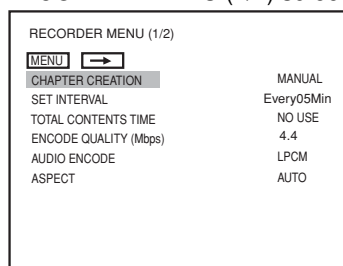 RECORDER MENU (1/2)
MENU →
CHAPTER CREATION MANUAL
SET INTERVAL Every05Min
TOTAL CONTENTS TIME NO USE
ENCODE QUALITY (Mbps) 4.4
AUDIO ENCODE LPCM
ASPECT AUTO